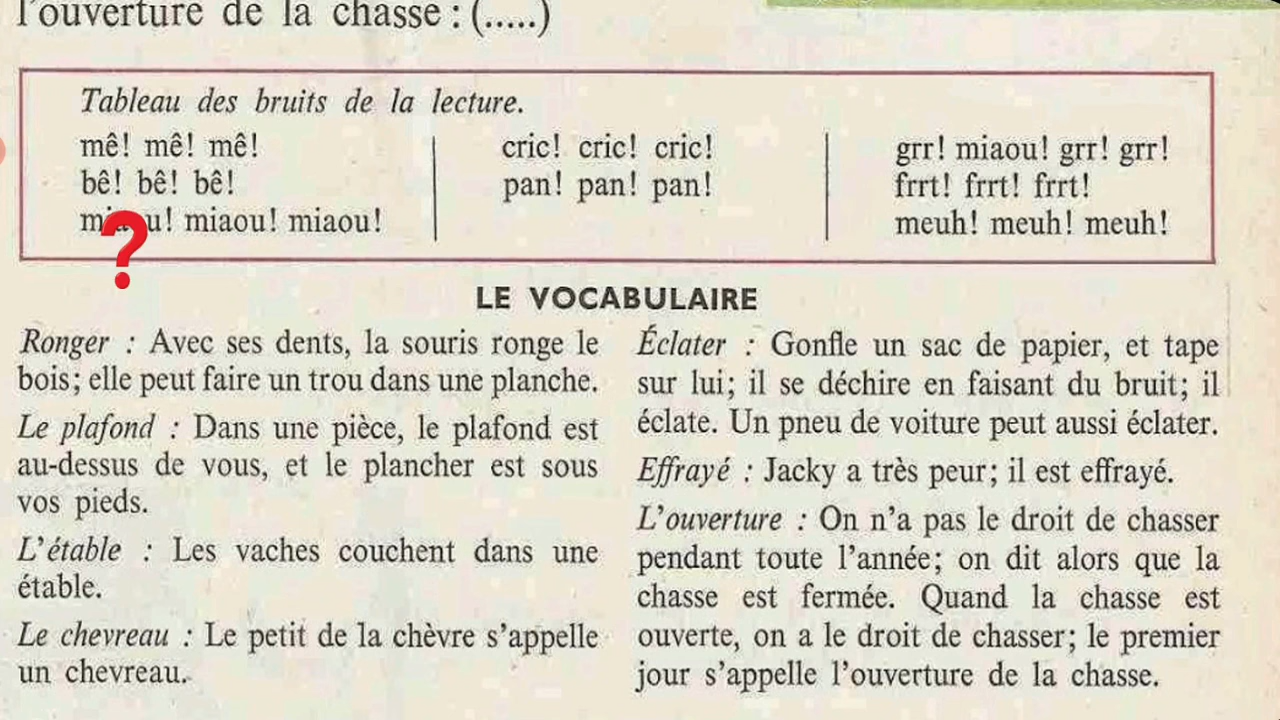 l'ouverture de la chasse : (.....)
Tableau des bruits de la lecture.
mê! mê! mê!
bê! bê! bê!
miaou! miaou! miaou!
?
cric! cric! cric!
pan! pan! pan!
grr! miaou! grr! grr!
frrt! frrt! frrt!
meuh! meuh! meuh!
LE VOCABULAIRE
Ronger : Avec ses dents, la souris ronge le
bois; elle peut faire un trou dans une planche.
Le plafond : Dans une pièce, le plafond est
au-dessus de vous, et le plancher est sous
vos pieds.
L'étable : Les vaches couchent dans une
étable.
Le chevreau : Le petit de la chèvre s'appelle
un chevreau.
Éclater : Gonfle un sac de papier, et tape
sur lui; il se déchire en faisant du bruit; il
éclate. Un pneu de voiture peut aussi éclater.
Effrayé : Jacky a très peur; il est effrayé.
L'ouverture : On n'a pas le droit de chasser
pendant toute l'année; on dit alors que la
chasse est fermée. Quand la chasse est
ouverte, on a le droit de chasser; le premier
jour s'appelle l'ouverture de la chasse.